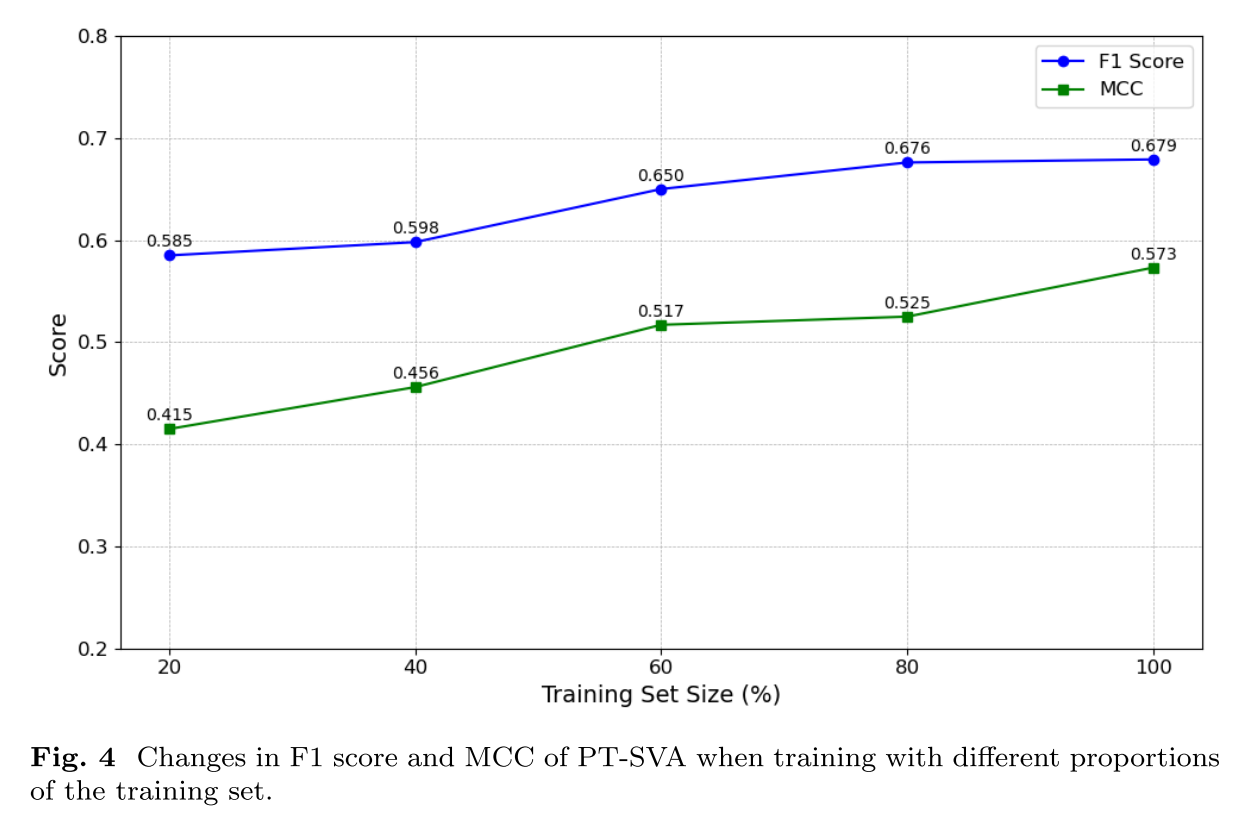 0.8
F1 Score
MCC
0.7
0.676
0.679
0.650
0.6
0.585
0.598
0.573
0.517
0.525
0.5
0.456
0.415
0.4
0.3
0.2
Score
20 40 60 80 100
Training Set Size (%)
Fig. 4 Changes in F1 score and MCC of PT-SVA when training with different proportions
of the training set.